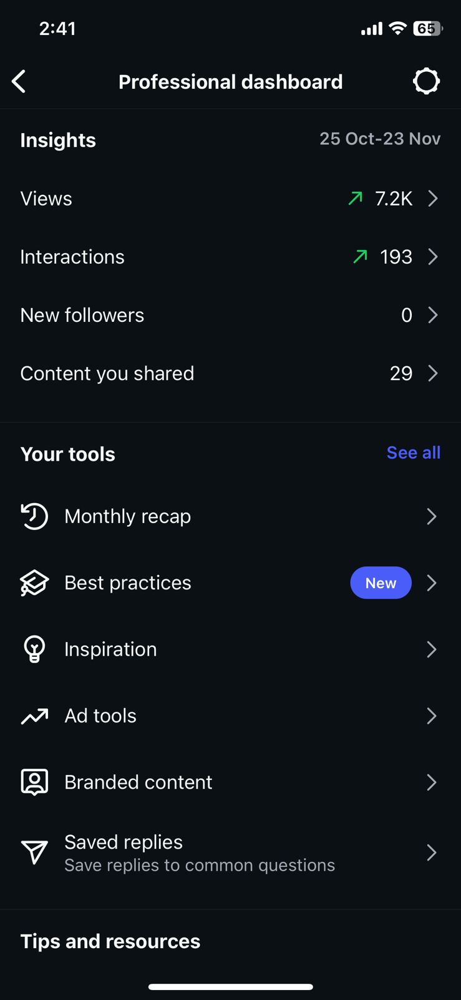 2:41
65
Professional dashboard
Insights
25 Oct-23 Nov
Views
7.2K
Interactions
193
New followers
0
Content you shared
29
Your tools
See all
Monthly recap
Best practices
New
Inspiration
Ad tools
Branded content
Saved replies
Save replies to common questions
Tips and resources